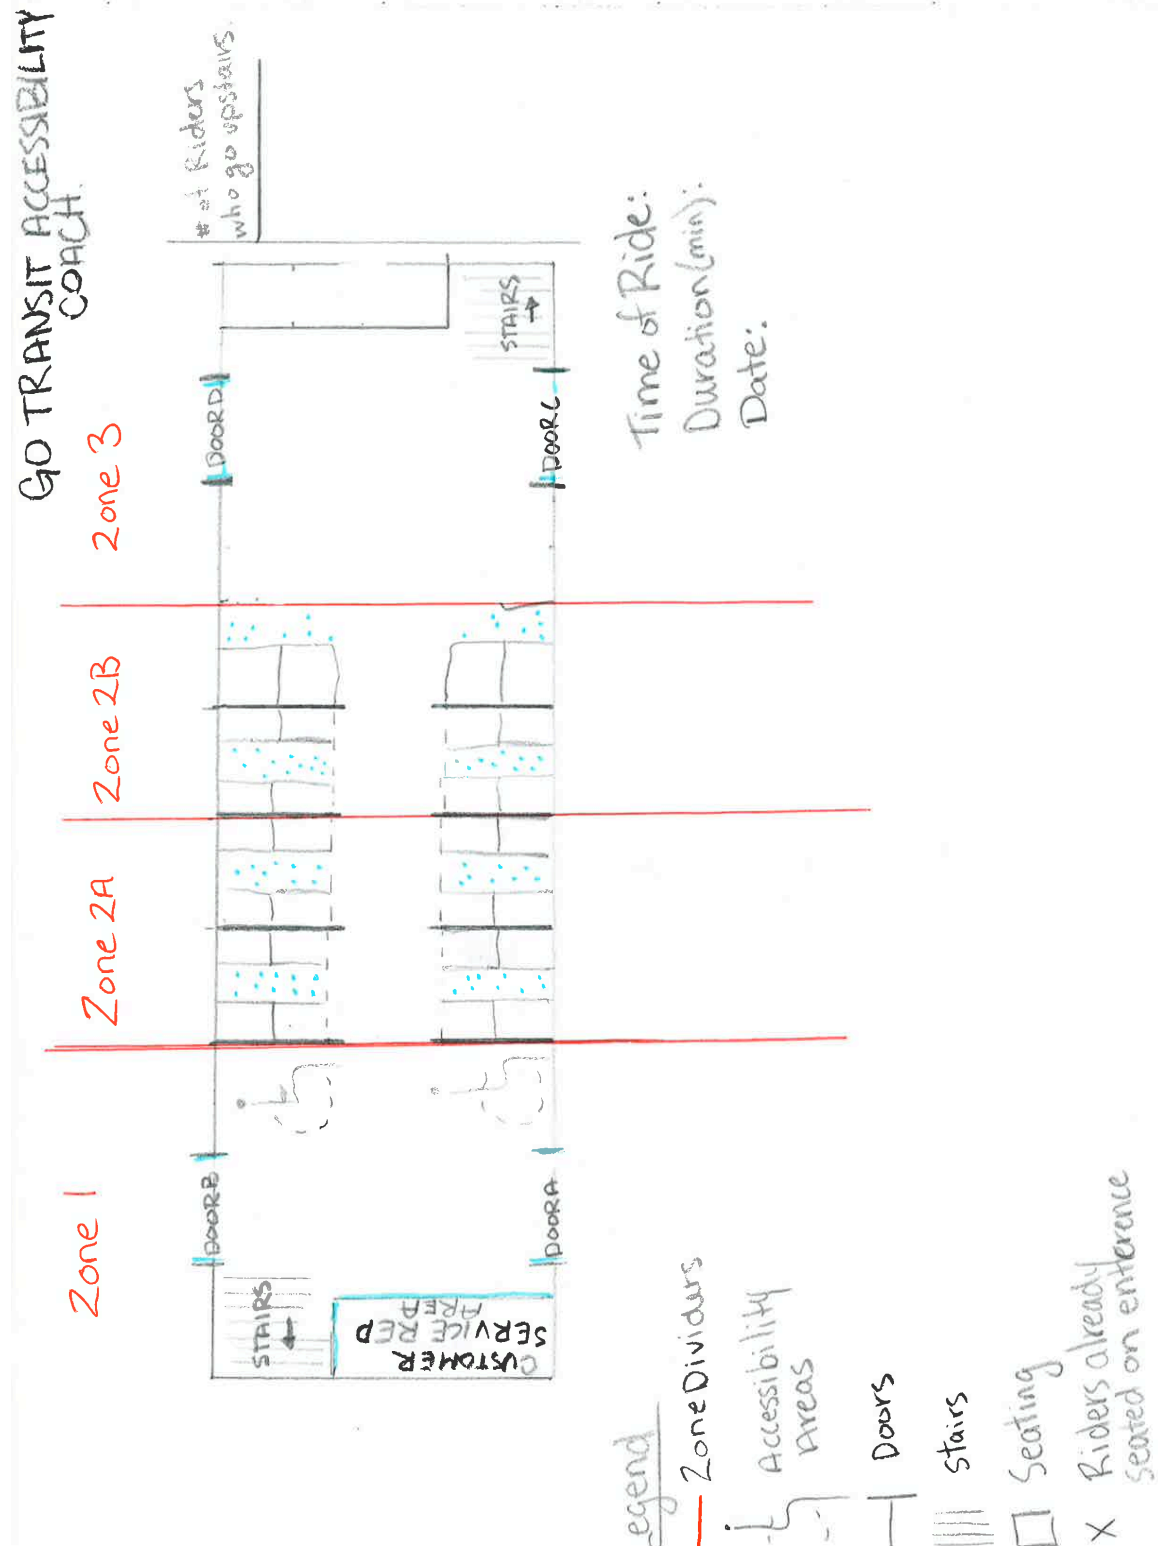 GO TRANSIT ACCESSIBILITY
COACH.
# of Riders
who go upstairs.
Zone 1
Zone 2A
Zone 2B
Zone 3
STAIRS
DOOR B
DOOR D
CUSTOMER
SERVICE REP
AREA
DOOR A
DOOR C
STAIRS
Time of Ride:
Duration (min):
Date:
Legend
Zone Dividers
Accessibility
Areas
Doors
Stairs
Seating
X Riders already
seated on enterence